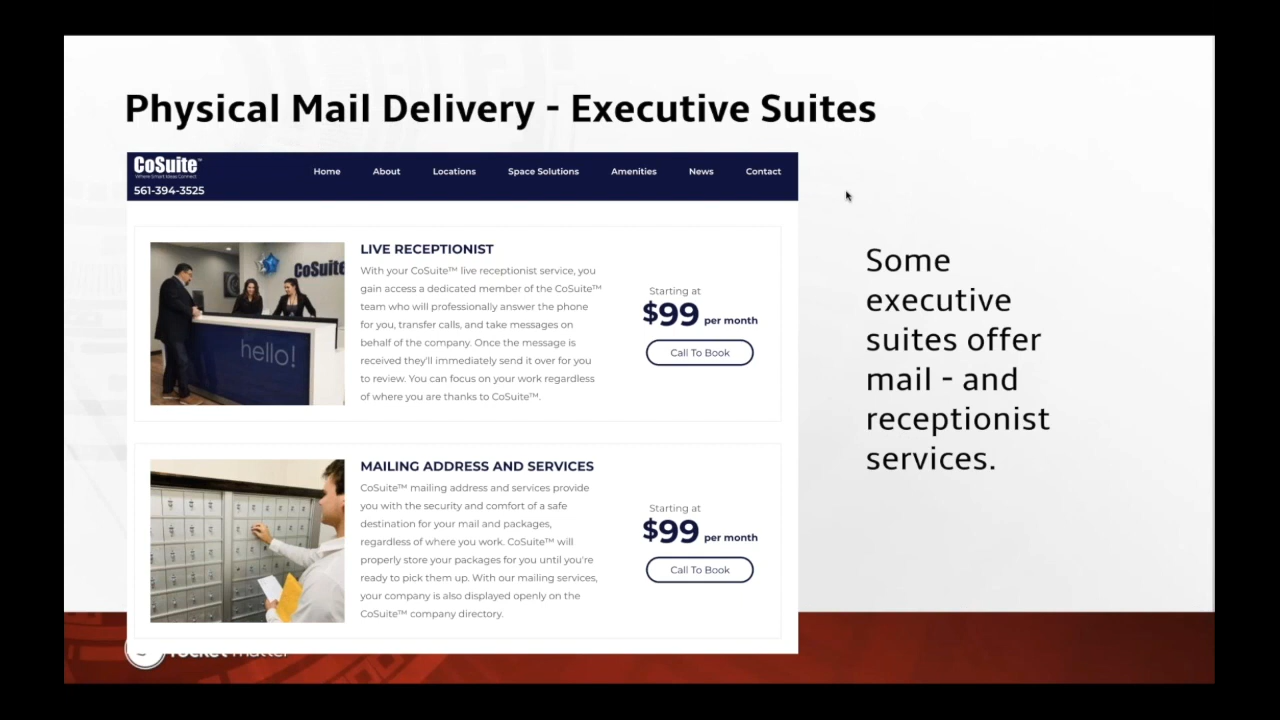 Physical Mail Delivery - Executive Suites
CoSuite™
Where Smart Ideas Connect.
561-394-3525
Home
About
Locations
Space Solutions
Amenities
News
Contact
CoSuite
hello!
LIVE RECEPTIONIST
With your CoSuite™ live receptionist service, you
gain access a dedicated member of the CoSuite™
team who will professionally answer the phone
for you, transfer calls, and take messages on
behalf of the company. Once the message is
received they'll immediately send it over for you
to review. You can focus on your work regardless
of where you are thanks to CoSuite™.
Starting at
$99 per month
Call To Book
MAILING ADDRESS AND SERVICES
CoSuite™ mailing address and services provide
you with the security and comfort of a safe
destination for your mail and packages,
regardless of where you work. CoSuite™ will
properly store your packages for you until you're
ready to pick them up. With our mailing services,
your company is also displayed openly on the
CoSuite™ company directory.
Starting at
$99 per month
Call To Book
Some
executive
suites offer
mail - and
receptionist
services.
rocket matter